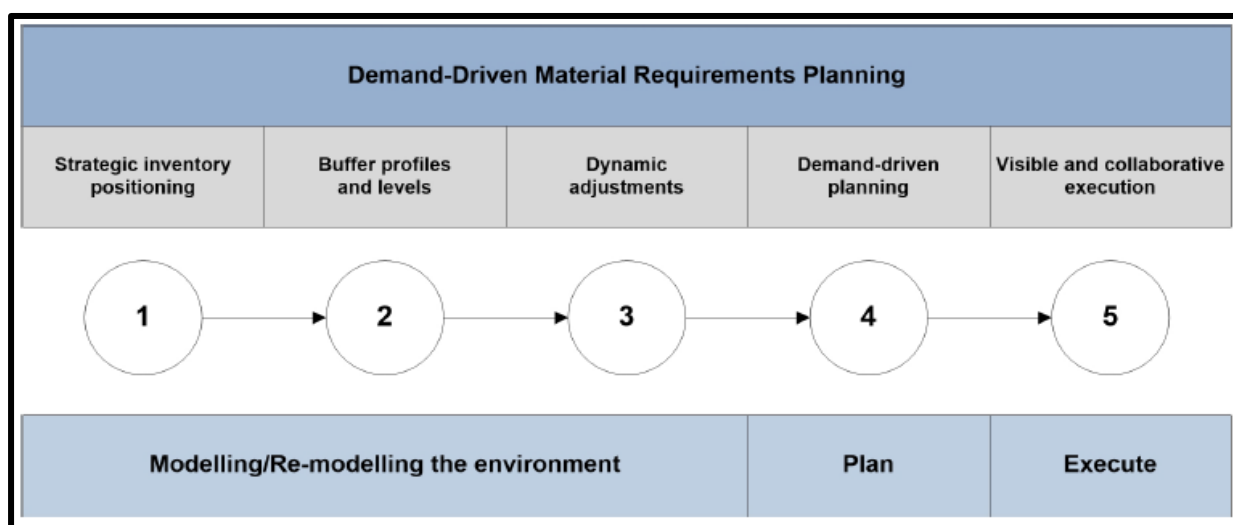 Demand-Driven Material Requirements Planning
Strategic inventory
positioning
Buffer profiles
and levels
Dynamic
adjustments
Demand-driven
planning
Visible and collaborative
execution
1
2
3
4
5
Modelling/Re-modelling the environment
Plan
Execute